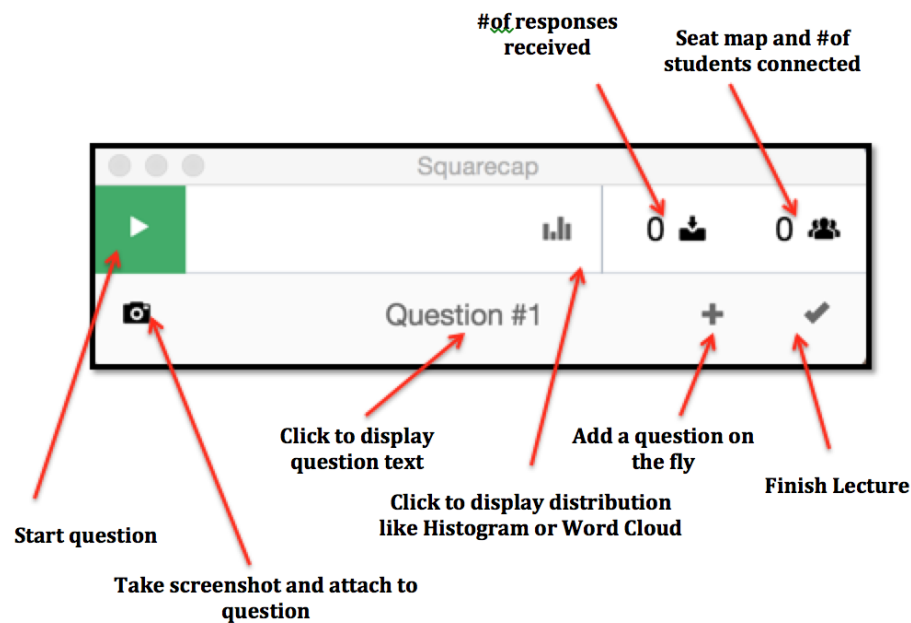 #of responses
received
Seat map and #of
students connected
Squarecap
0
0
Question #1
Click to display
question text
Add a question on
the fly
Finish Lecture
Click to display distribution
like Histogram or Word Cloud
Start question
Take screenshot and attach to
question